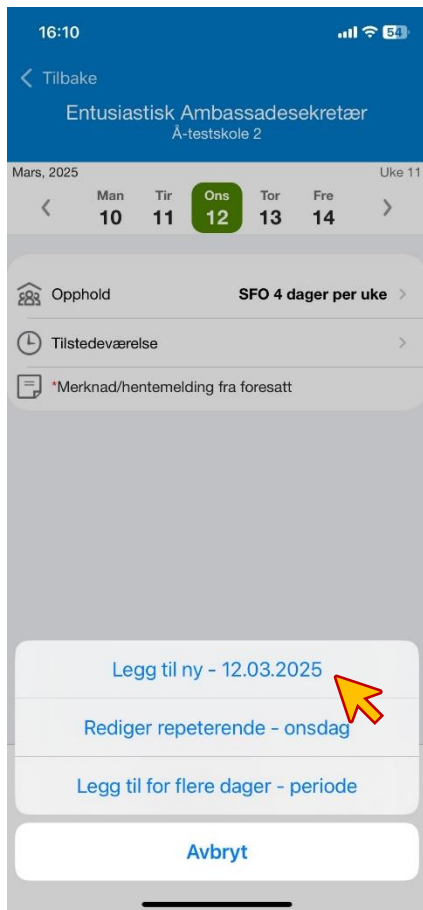 16:10 54
Tilbake
Entusiastisk Ambassadesekretær
Å-testskole 2
Mars, 2025 Uke 11
Man Tir Ons Tor Fre
10 11 12 13 14
Opphold SFO 4 dager per uke
Tilstedeværelse
*Merknad/hentemelding fra foresatt
Legg til ny - 12.03.2025
Rediger repeterende - onsdag
Legg til for flere dager - periode
Avbryt